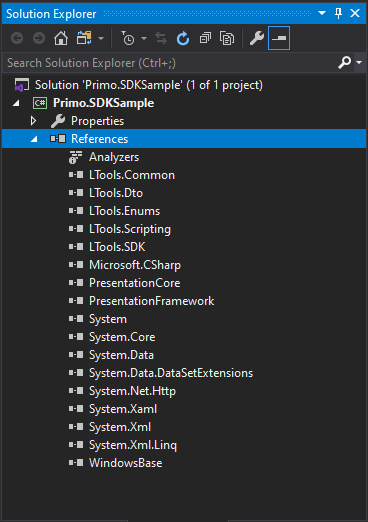 Solution Explorer
Search Solution Explorer (Ctrl+;)
Solution 'Primo.SDKSample' (1 of 1 project)
C# Primo.SDKSample
Properties
References
Analyzers
LTools.Common
LTools.Dto
LTools.Enums
LTools.Scripting
LTools.SDK
Microsoft.CSharp
PresentationCore
PresentationFramework
System
System.Core
System.Data
System.Data.DataSetExtensions
System.Net.Http
System.Xaml
System.Xml
System.Xml.Linq
WindowsBase